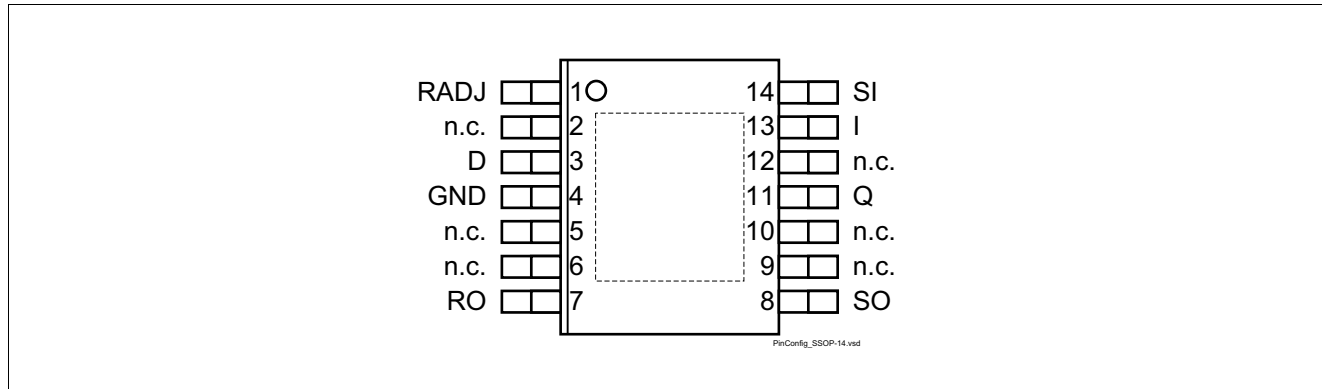 RADJ 1 14 SI
n.c. 2 13 I
D 3 12 n.c.
GND 4 11 Q
n.c. 5 10 n.c.
n.c. 6 9 n.c.
RO 7 8 SO
PinConfig_SSOP-14.vsd